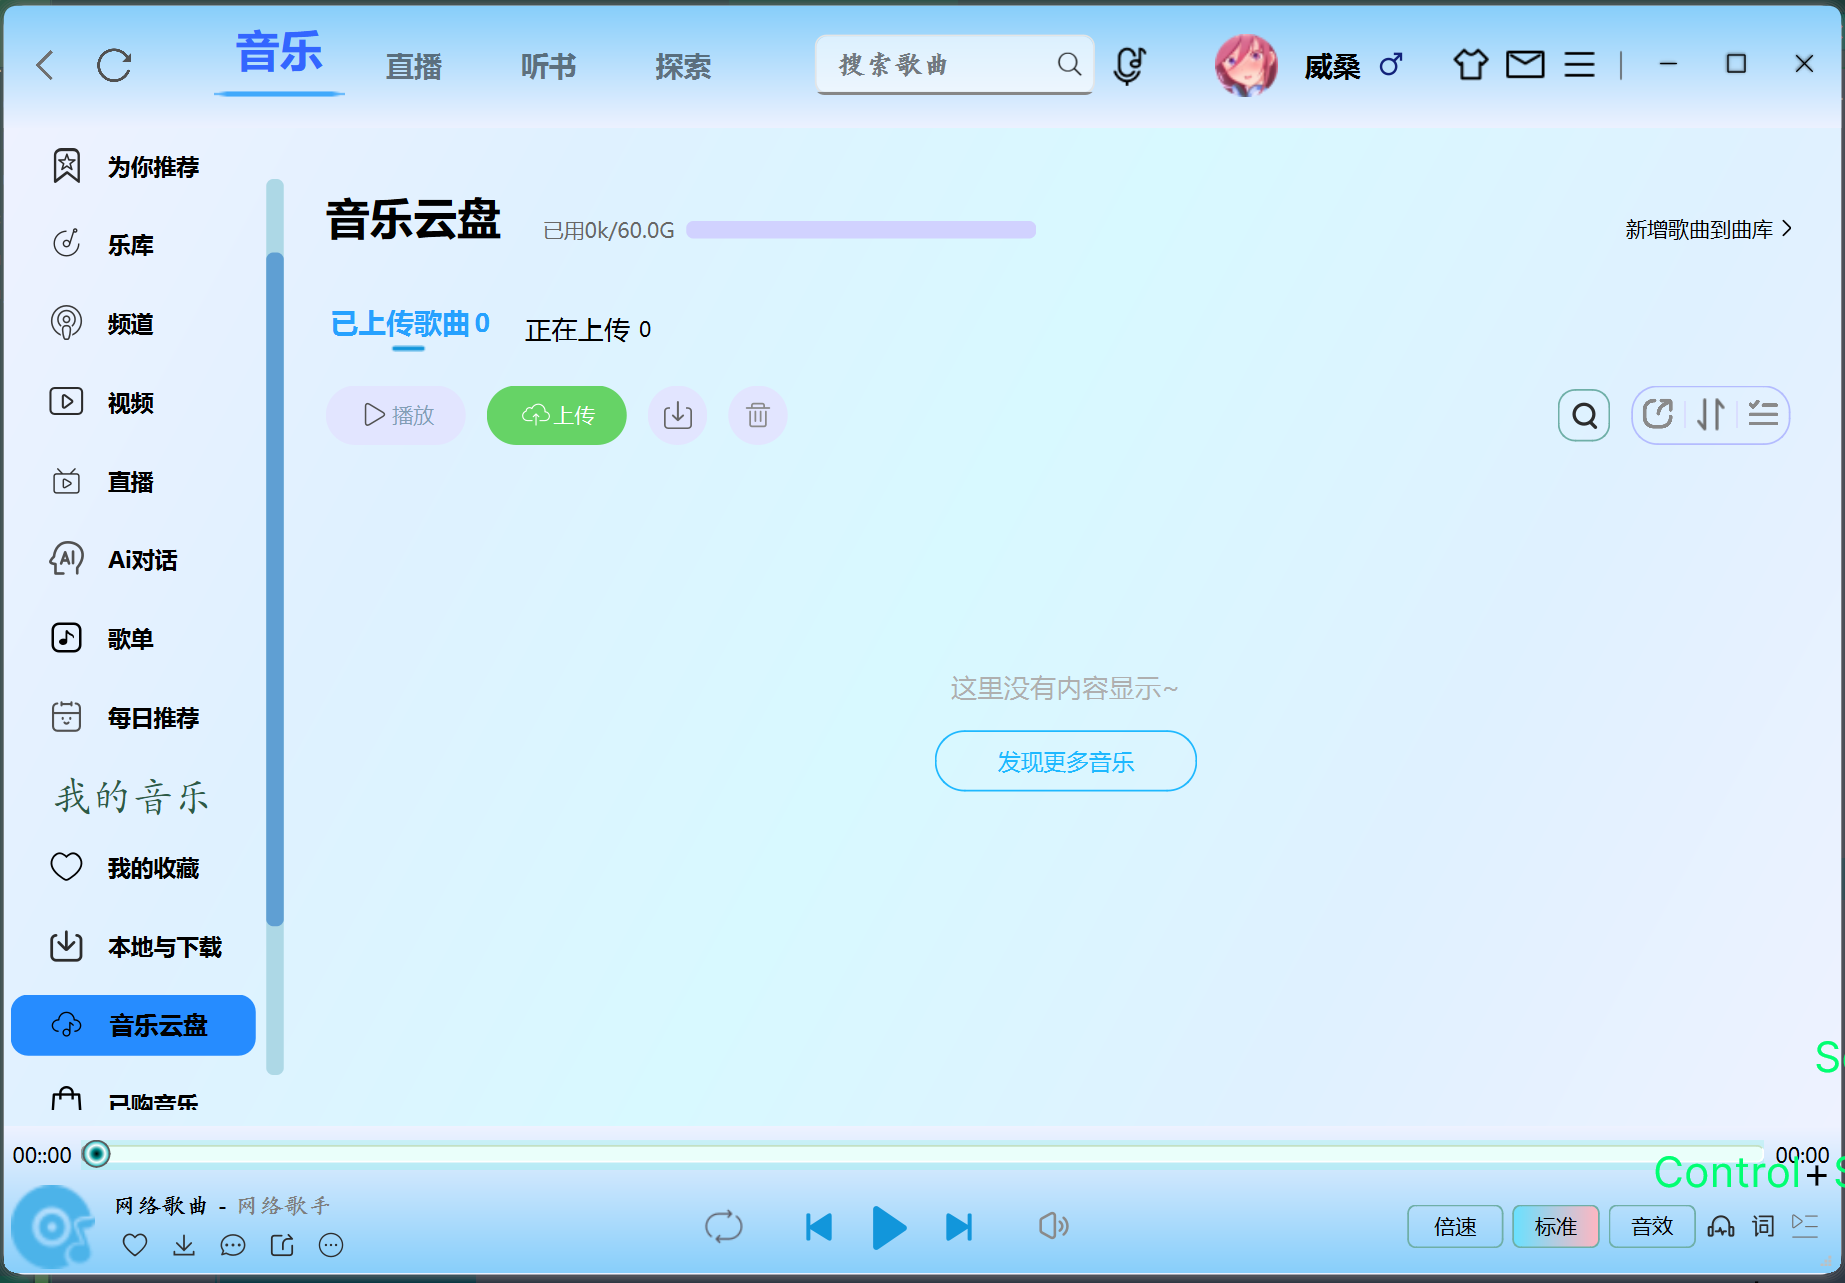 音乐
直播
听书
探索
搜索歌曲
威桑
为你推荐
乐库
频道
视频
直播
Ai对话
歌单
每日推荐
我的音乐
我的收藏
本地与下载
音乐云盘
已购音乐
音乐云盘
已用0k/60.0G
新增歌曲到曲库
已上传歌曲 0
正在上传 0
播放
上传
这里没有内容显示~
发现更多音乐
00::00
00:00
Control+S
网络歌曲 - 网络歌手
倍速
标准
音效
词